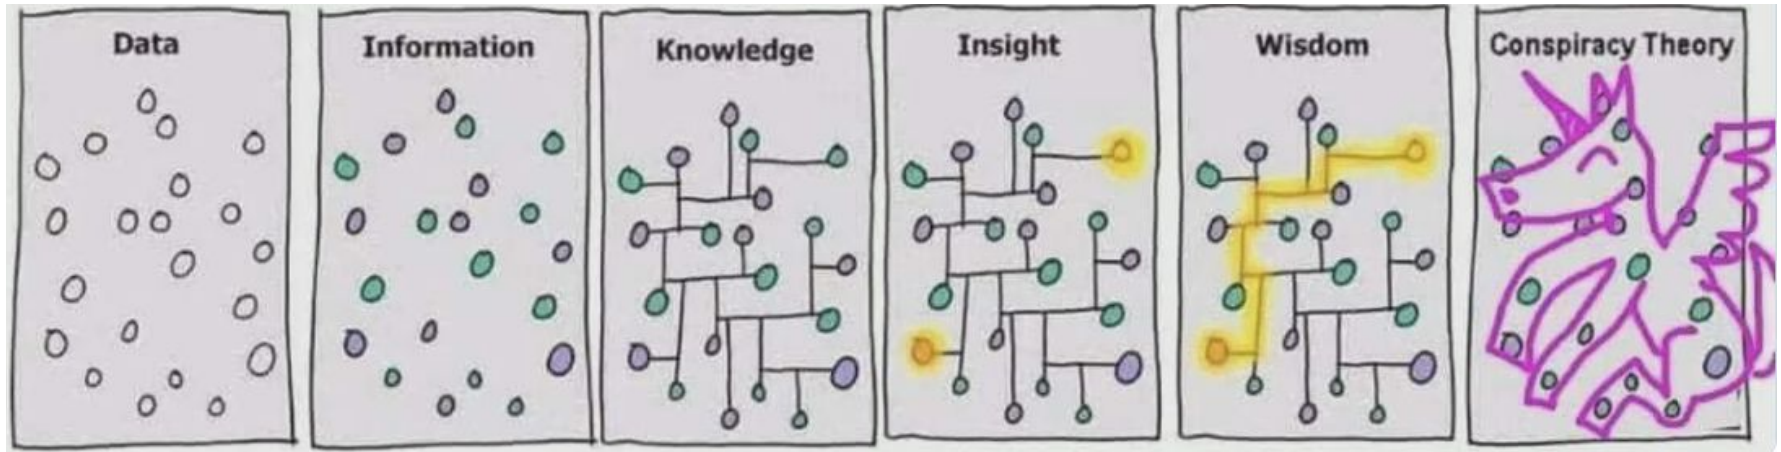 Data
Information
Knowledge
Insight
Wisdom
Conspiracy Theory